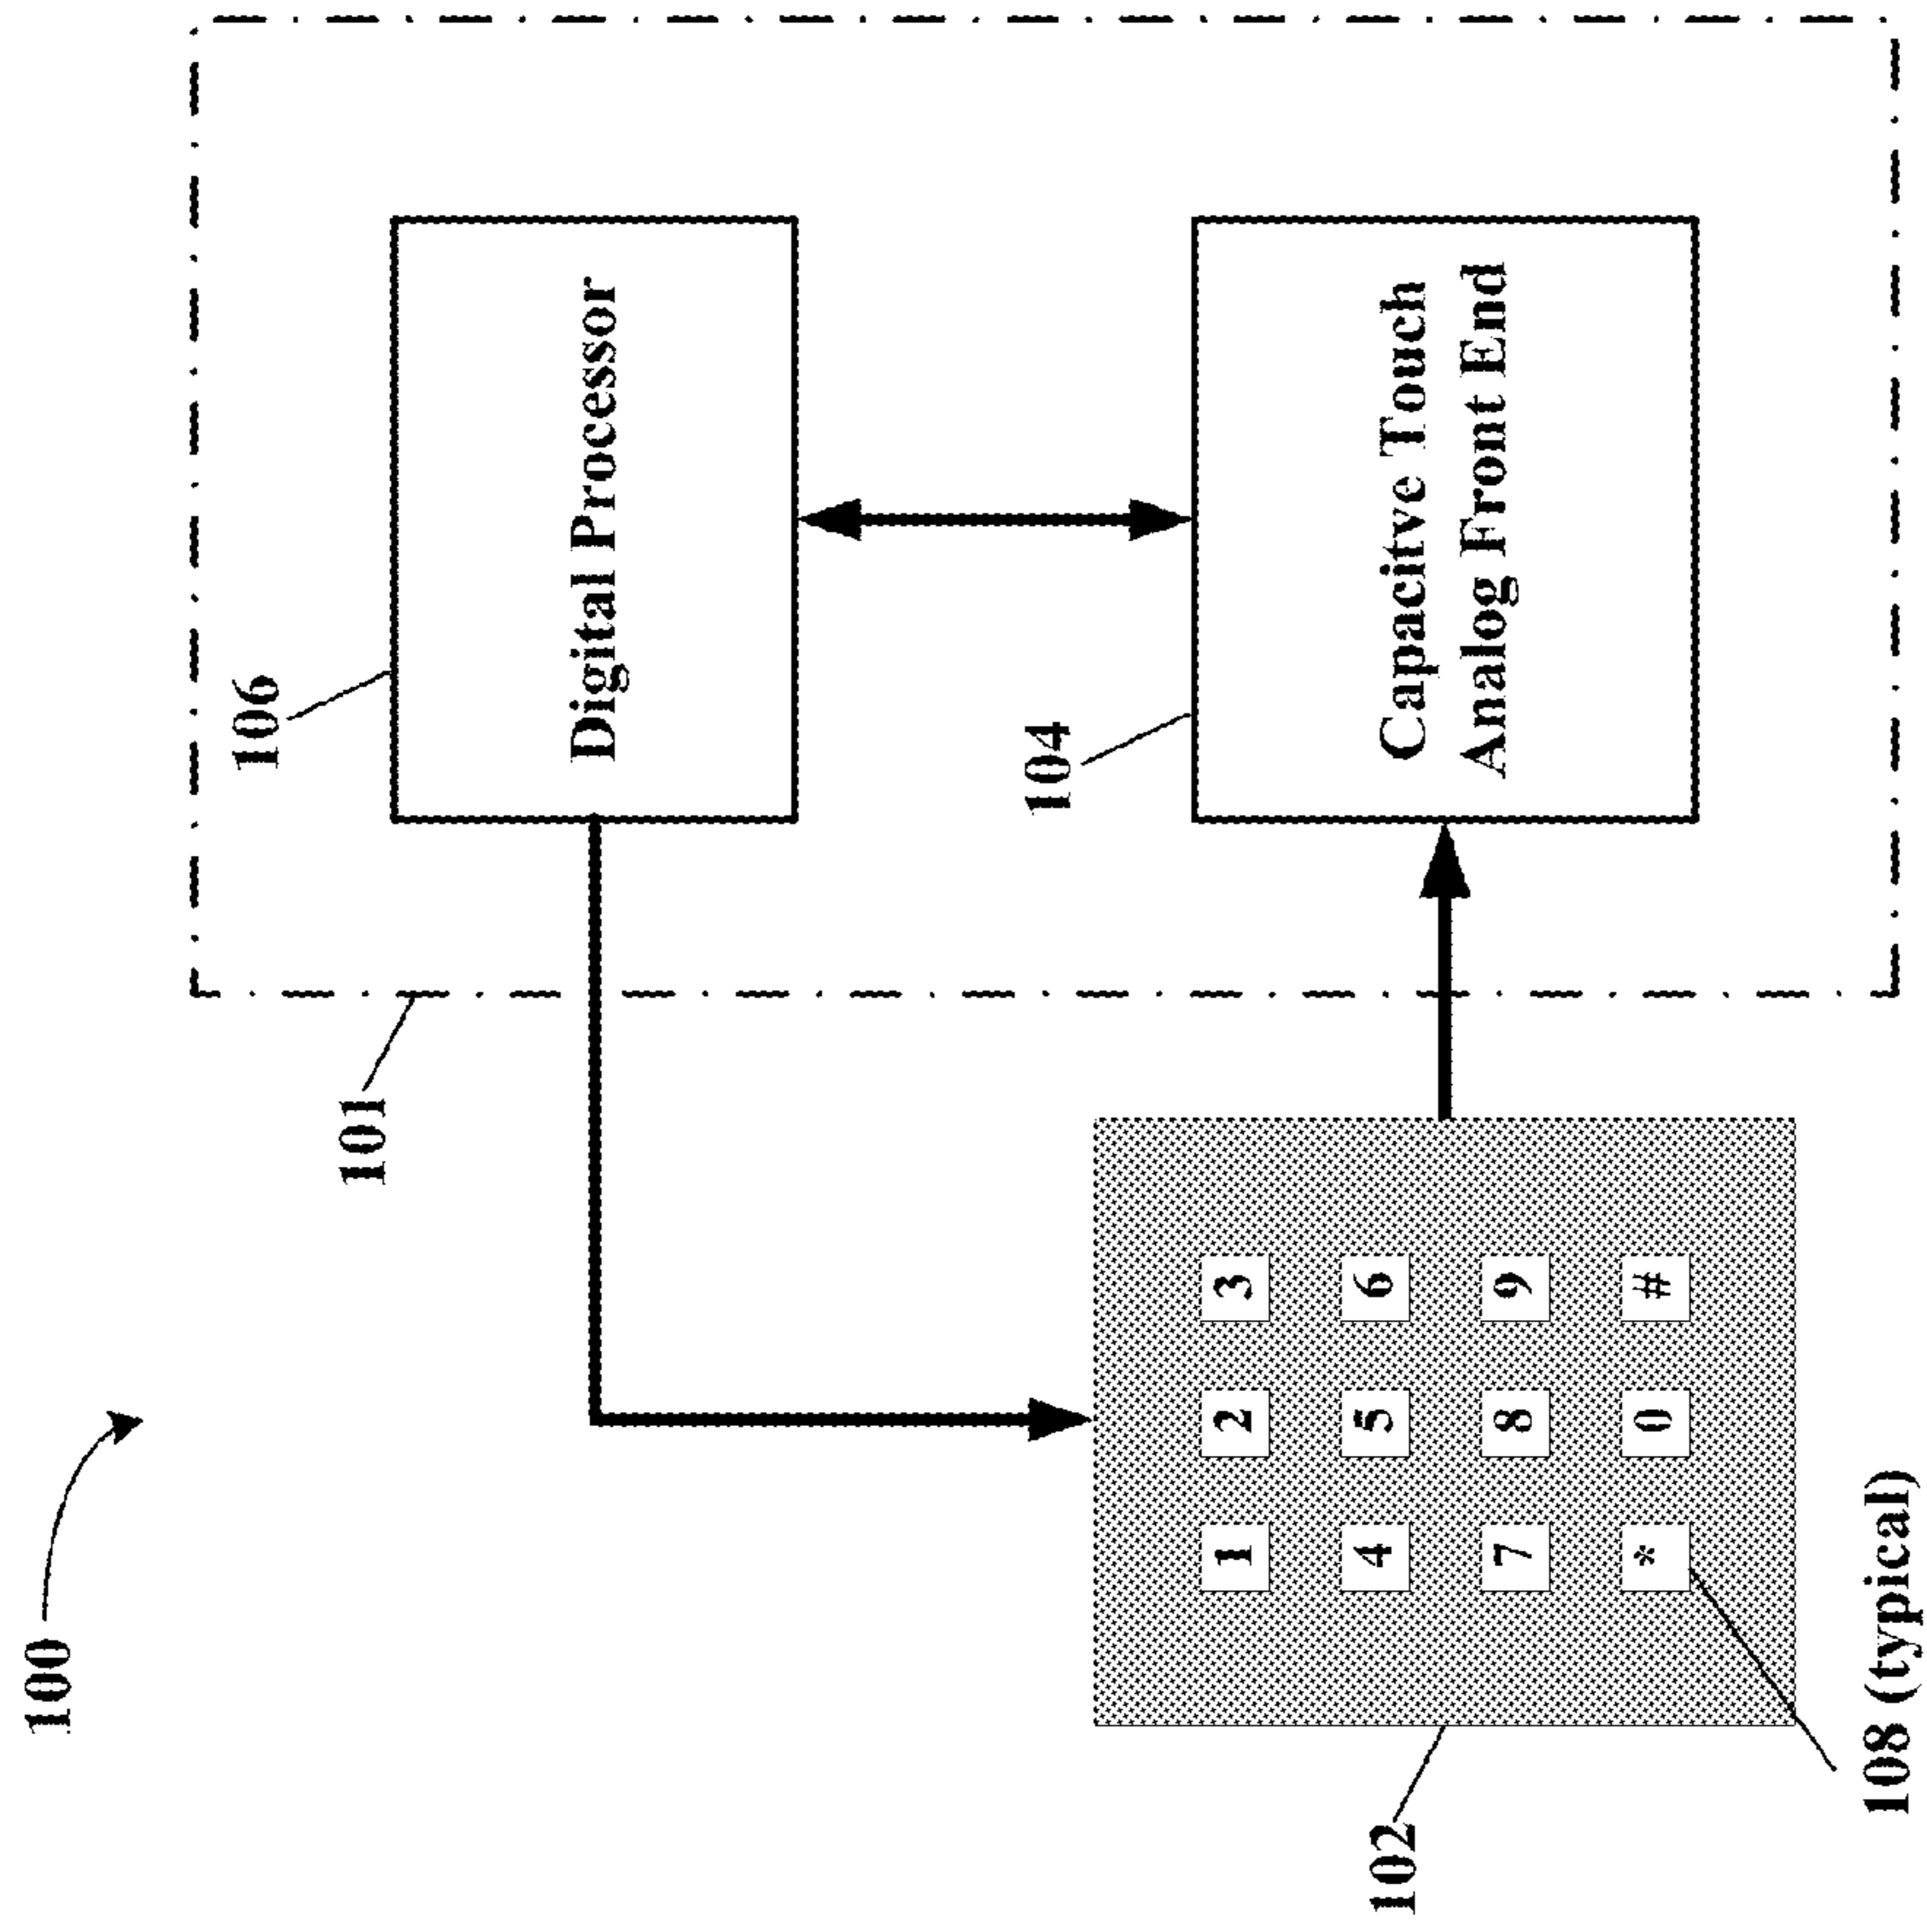 100
101
106
Digital Processor
104
Capacitve Touch
Analog Front End
102
1 2 3
4 5 6
7 8 9
* 0 #
108 (typical)